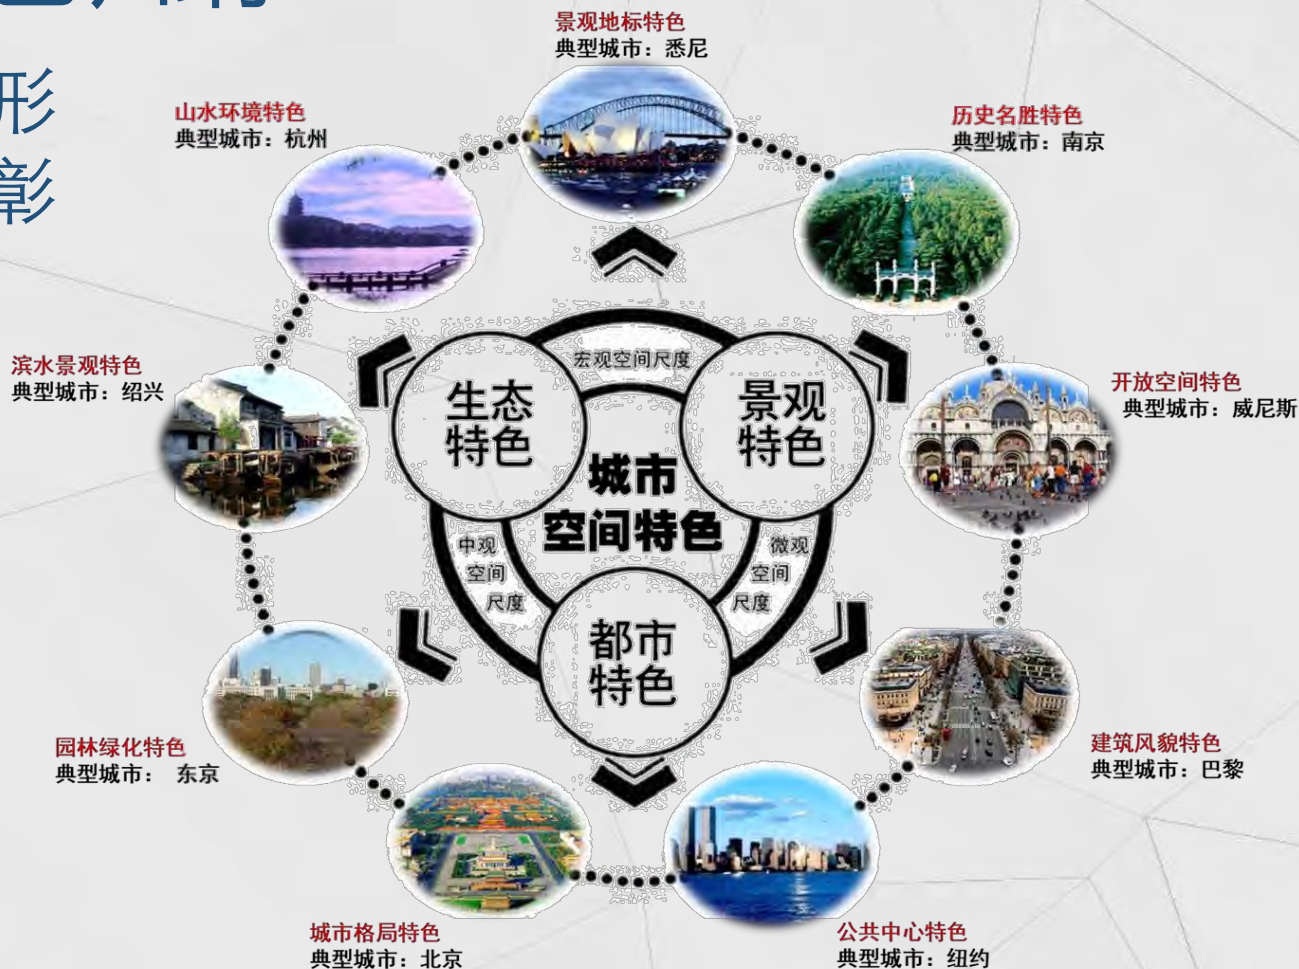 形
彰
景观地标特色
典型城市：悉尼
山水环境特色
典型城市：杭州
历史名胜特色
典型城市：南京
滨水景观特色
典型城市：绍兴
开放空间特色
典型城市：威尼斯
宏观空间尺度
生态
特色
景观
特色
城市
空间特色
中观
空间
尺度
微观
空间
尺度
都市
特色
园林绿化特色
典型城市： 东京
建筑风貌特色
典型城市：巴黎
城市格局特色
典型城市：北京
公共中心特色
典型城市：纽约